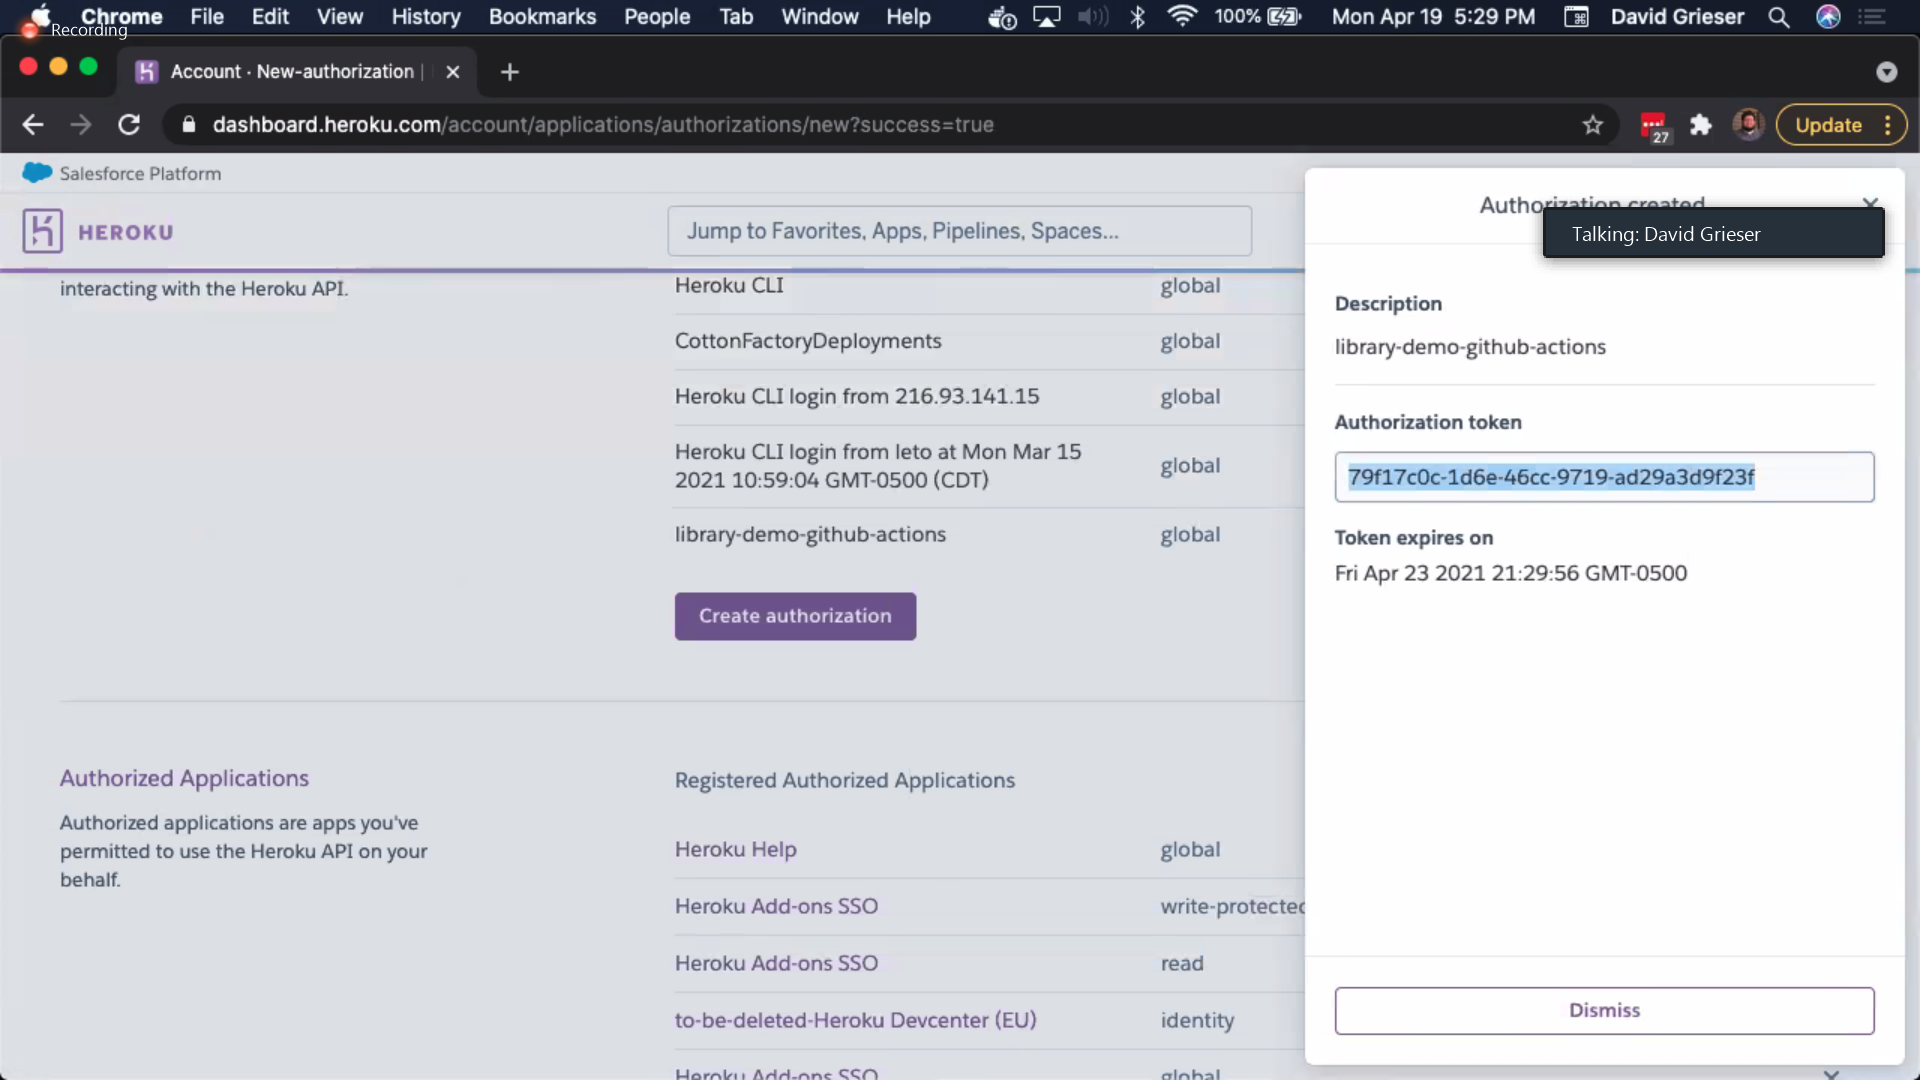 Chrome File Edit View History Bookmarks People Tab Window Help 100% Mon Apr 19 5:29 PM David Grieser
Recording
Account · New-authorization |
dashboard.heroku.com/account/applications/authorizations/new?success=true
27
Update
Salesforce Platform
HEROKU
Jump to Favorites, Apps, Pipelines, Spaces...
interacting with the Heroku API.
Heroku CLI global
CottonFactoryDeployments global
Heroku CLI login from 216.93.141.15 global
Heroku CLI login from leto at Mon Mar 15
2021 10:59:04 GMT-0500 (CDT) global
library-demo-github-actions global
Create authorization
Authorized Applications
Authorized applications are apps you've
permitted to use the Heroku API on your
behalf.
Registered Authorized Applications
Heroku Help global
Heroku Add-ons SSO write-protected
Heroku Add-ons SSO read
to-be-deleted-Heroku Devcenter (EU) identity
Heroku Add-ons SSO global
Authorization created
Talking: David Grieser
Description
library-demo-github-actions
Authorization token
79f17c0c-1d6e-46cc-9719-ad29a3d9f23f
Token expires on
Fri Apr 23 2021 21:29:56 GMT-0500
Dismiss